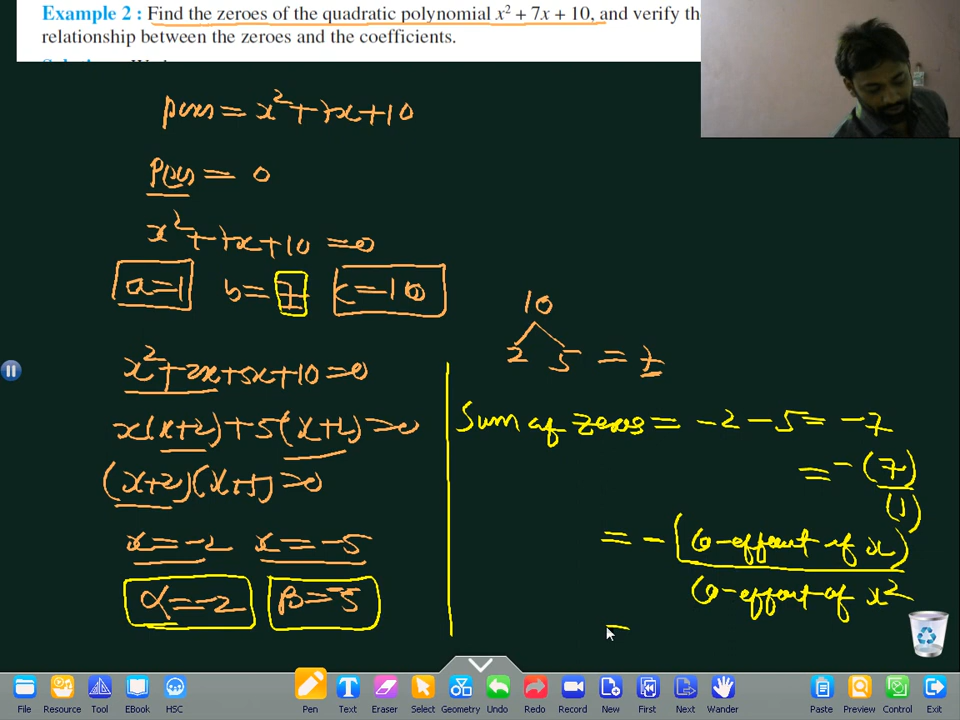 Example 2 : Find the zeroes of the quadratic polynomial x² + 7x + 10, and verify the
relationship between the zeroes and the coefficients.
p(x) = x² + 7x + 10
p(x) = 0
x² + 7x + 10 = 0
a = 1 b = 7 c = 10
10
2 5 = 7
x² + 2x + 5x + 10 = 0
x(x+2) + 5(x+2) = 0
(x+2)(x+5) = 0
x = -2 x = -5
α = -2 β = -5
Sum of zeroes = -2 - 5 = -7
= -(7)
(1)
= -(Co-efficient of x)
Co-efficient of x²
=
File Resource Tool EBook HSC Pen Text Eraser Select Geometry Undo Redo Record New First Next Wander Paste Preview Control Exit